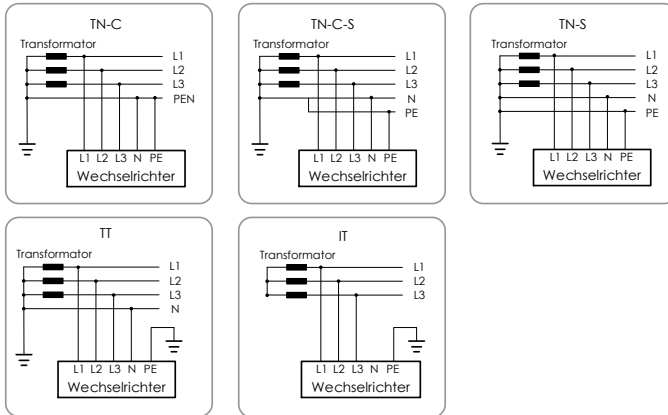 TN-C
Transformator
L1
L2
L3
PEN
L1 L2 L3 N PE
Wechselrichter
TN-C-S
Transformator
L1
L2
L3
N
PE
L1 L2 L3 N PE
Wechselrichter
TN-S
Transformator
L1
L2
L3
N
PE
L1 L2 L3 N PE
Wechselrichter
TT
Transformator
L1
L2
L3
N
L1 L2 L3 N PE
Wechselrichter
IT
Transformator
L1
L2
L3
L1 L2 L3 N PE
Wechselrichter